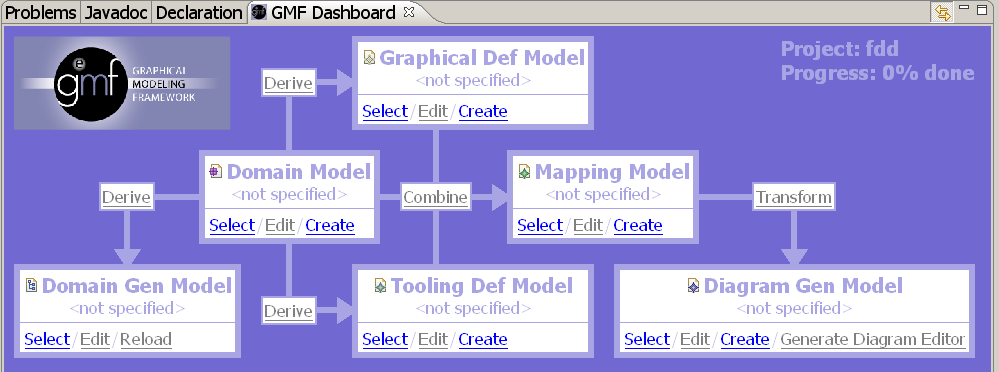 Problems Javadoc Declaration GMF Dashboard
gmf GRAPHICAL
MODELING
FRAMEWORK
Project: fdd
Progress: 0% done
Derive
Graphical Def Model
<not specified>
Select/Edit/Create
Derive
Domain Model
<not specified>
Select/Edit/Create
Combine
Mapping Model
<not specified>
Select/Edit/Create
Transform
Domain Gen Model
<not specified>
Select/Edit/Reload
Derive
Tooling Def Model
<not specified>
Select/Edit/Create
Diagram Gen Model
<not specified>
Select/Edit/Create/Generate Diagram Editor